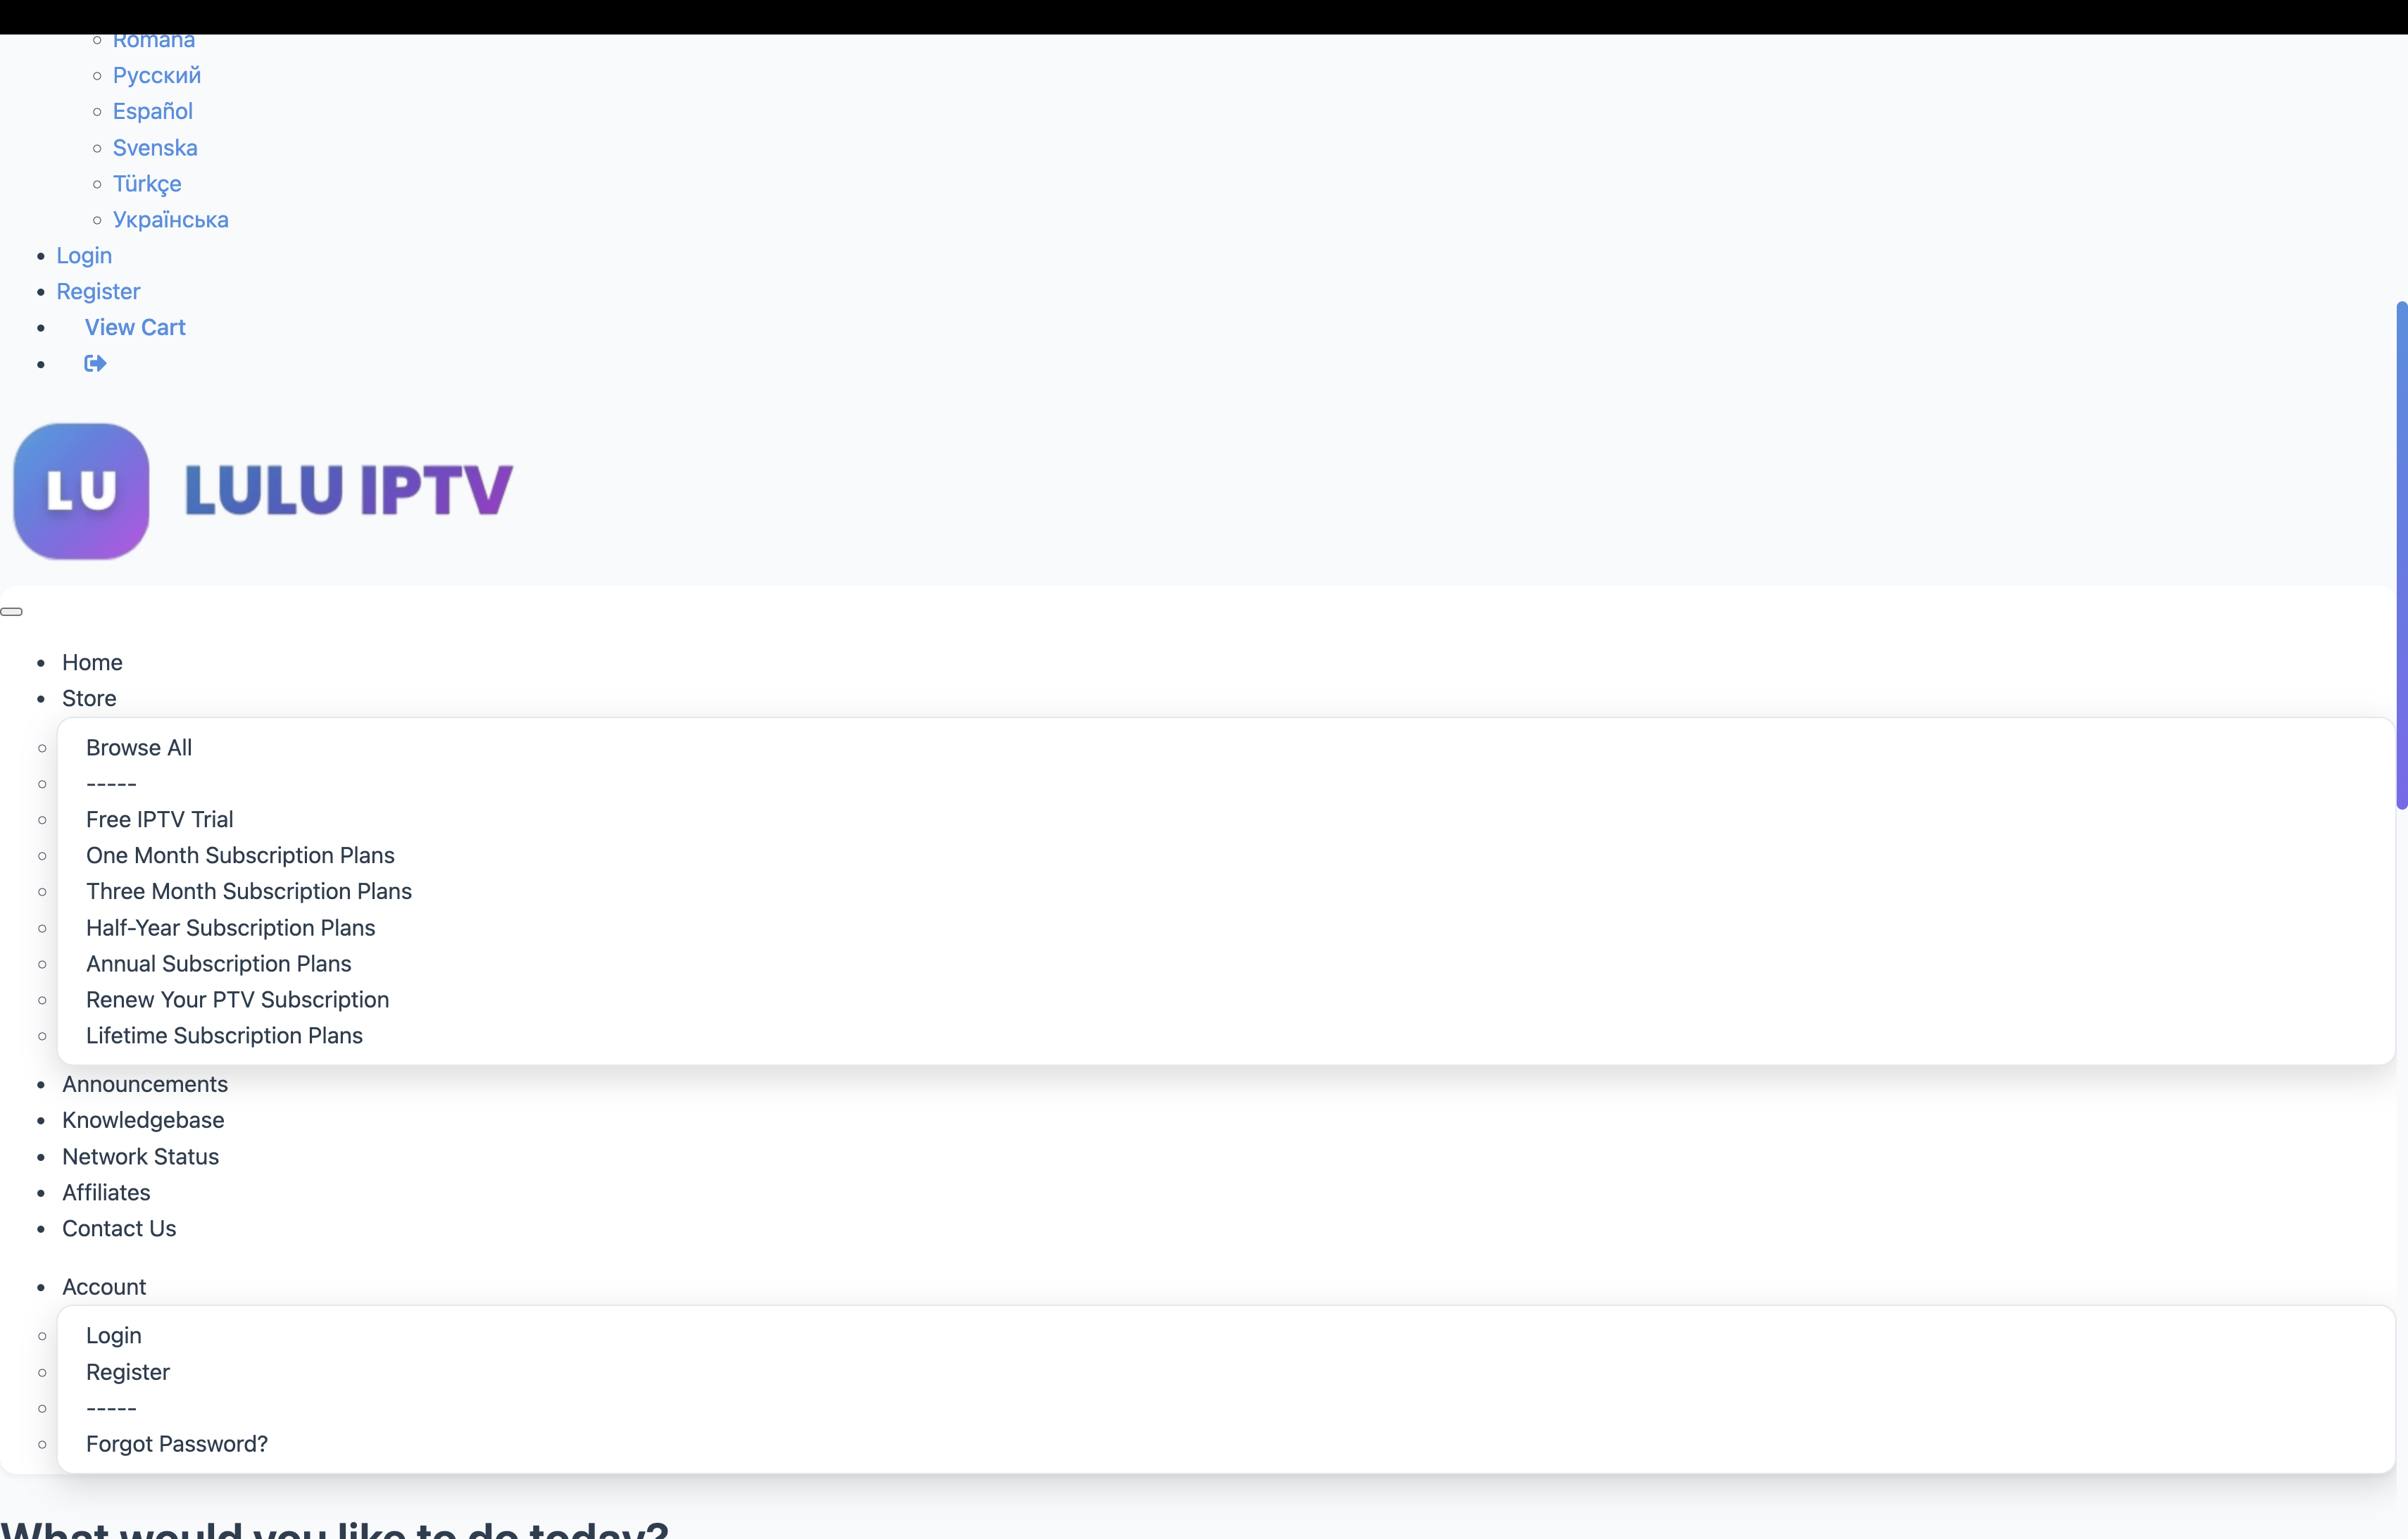 Română
Русский
Español
Svenska
Türkçe
Українська
Login
Register
View Cart
LU
LULU IPTV
Home
Store
Browse All
-----
Free IPTV Trial
One Month Subscription Plans
Three Month Subscription Plans
Half-Year Subscription Plans
Annual Subscription Plans
Renew Your PTV Subscription
Lifetime Subscription Plans
Announcements
Knowledgebase
Network Status
Affiliates
Contact Us
Account
Login
Register
-----
Forgot Password?
What would you like to do today?